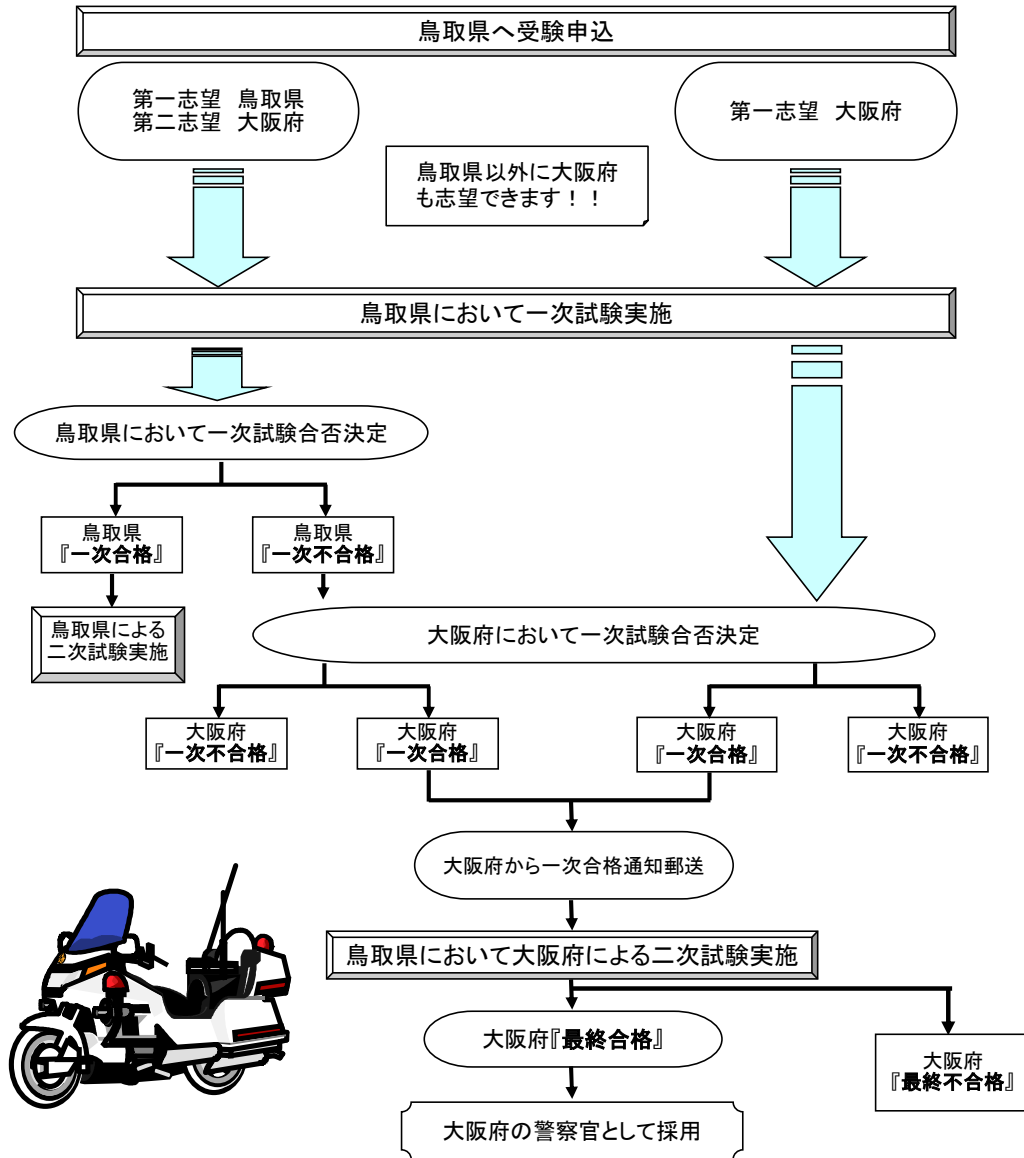 鳥取県へ受験申込
第一志望 鳥取県
第二志望 大阪府
第一志望 大阪府
鳥取県以外に大阪府
も志望できます！！
鳥取県において一次試験実施
鳥取県において一次試験合否決定
鳥取県
『一次合格』
鳥取県
『一次不合格』
鳥取県による
二次試験実施
大阪府において一次試験合否決定
大阪府
『一次不合格』
大阪府
『一次合格』
大阪府
『一次合格』
大阪府
『一次不合格』
大阪府から一次合格通知郵送
鳥取県において大阪府による二次試験実施
大阪府『最終合格』
大阪府
『最終不合格』
大阪府の警察官として採用